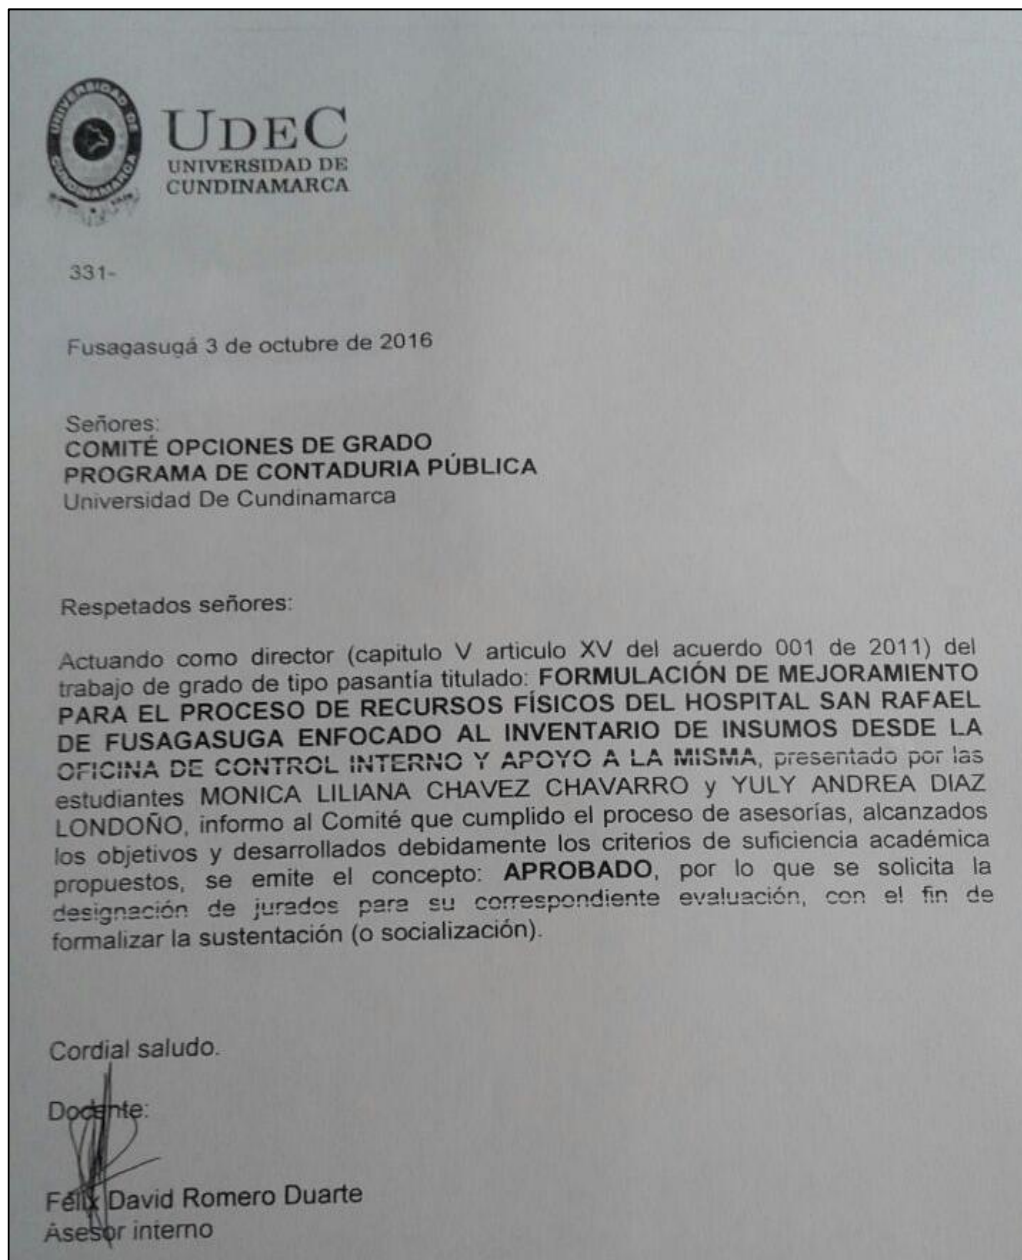 UNIVERSIDAD DE CUNDINAMARCA
UDEC
UNIVERSIDAD DE
CUNDINAMARCA
331-
Fusagasugá 3 de octubre de 2016
Señores:
COMITÉ OPCIONES DE GRADO
PROGRAMA DE CONTADURIA PÚBLICA
Universidad De Cundinamarca
Respetados señores:
Actuando como director (capitulo V articulo XV del acuerdo 001 de 2011) del
trabajo de grado de tipo pasantía titulado: FORMULACIÓN DE MEJORAMIENTO
PARA EL PROCESO DE RECURSOS FÍSICOS DEL HOSPITAL SAN RAFAEL
DE FUSAGASUGA ENFOCADO AL INVENTARIO DE INSUMOS DESDE LA
OFICINA DE CONTROL INTERNO Y APOYO A LA MISMA, presentado por las
estudiantes MONICA LILIANA CHAVEZ CHAVARRO y YULY ANDREA DIAZ
LONDOÑO, informo al Comité que cumplido el proceso de asesorías, alcanzados
los objetivos y desarrollados debidamente los criterios de suficiencia académica
propuestos, se emite el concepto: APROBADO, por lo que se solicita la
designación de jurados para su correspondiente evaluación, con el fin de
formalizar la sustentación (o socialización).
Cordial saludo.
Docente:
Félix David Romero Duarte
Asesor interno